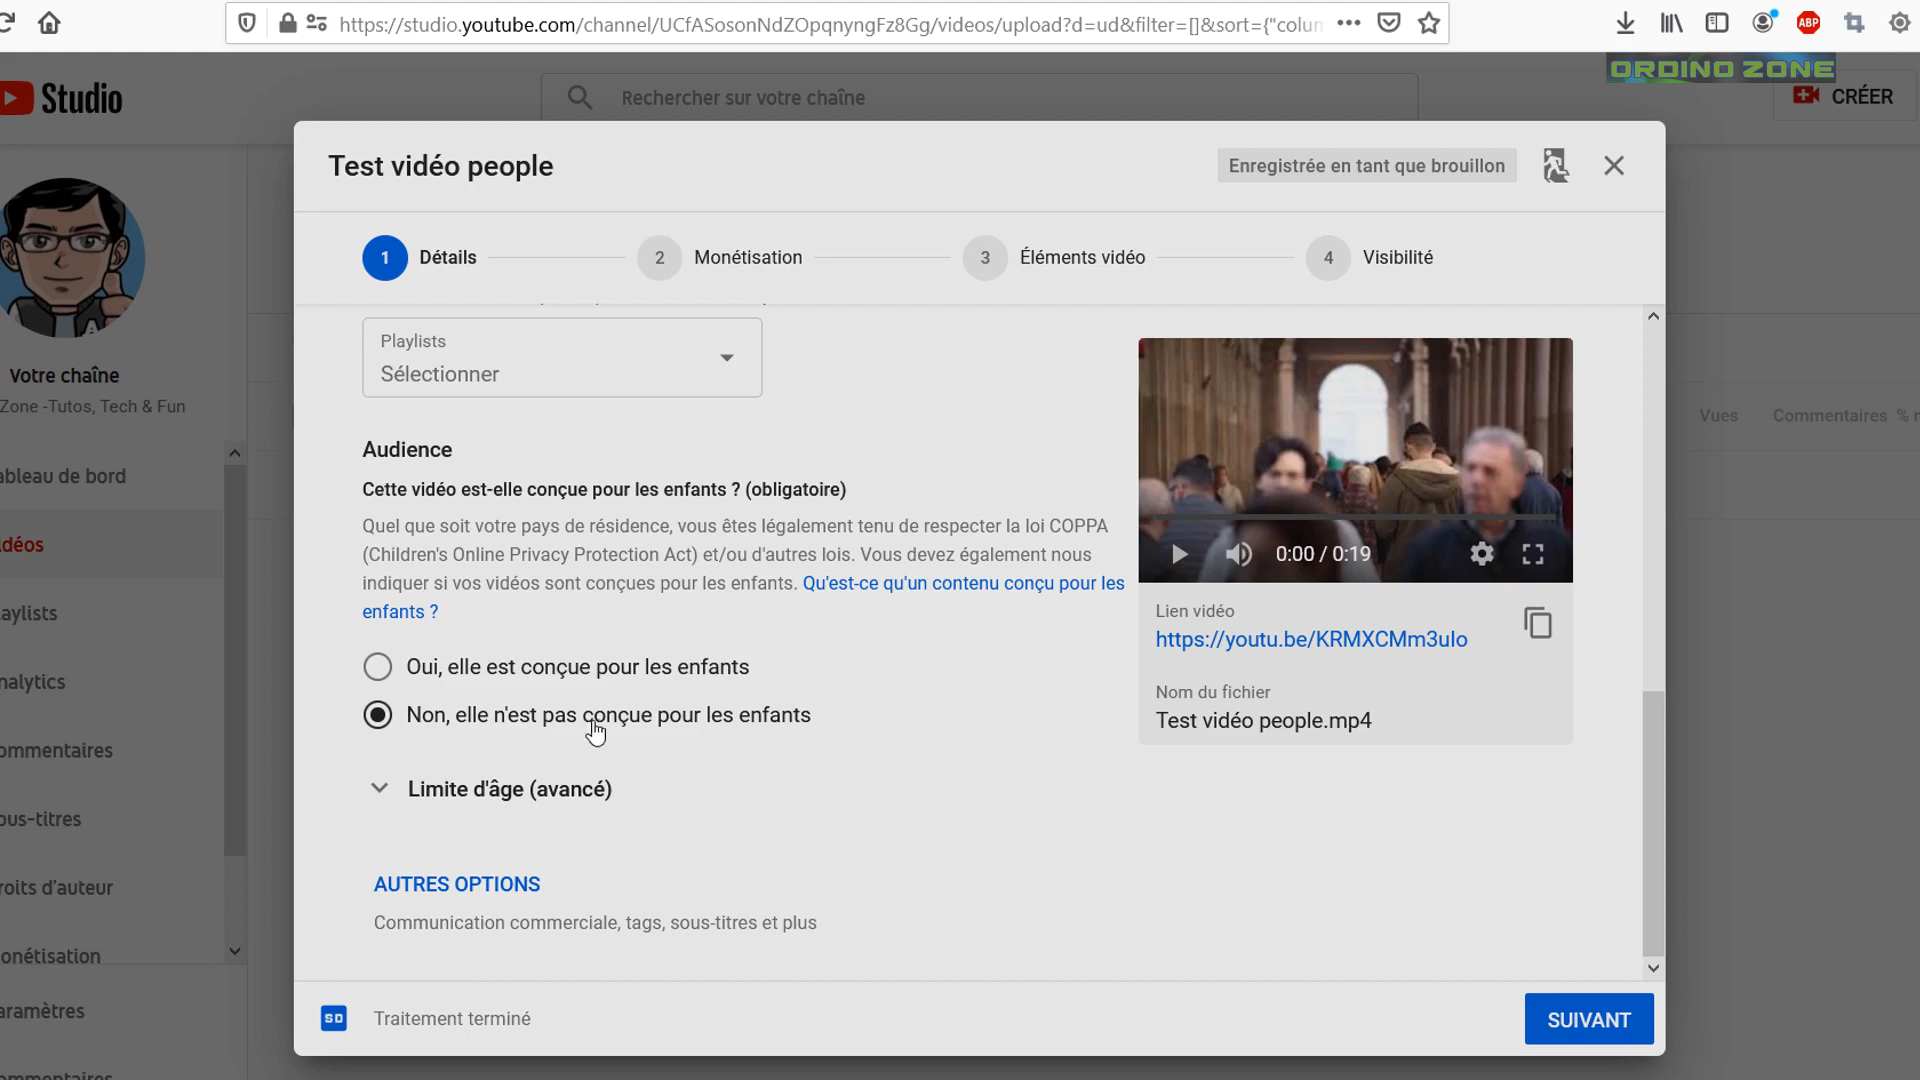 https://studio.youtube.com/channel/UCfASosonNdZOpqnyngFz8Gg/videos/upload?d=ud&filter=[]&sort={"colum
ABP
ORDINO ZONE
Studio
Rechercher sur votre chaîne
CRÉER
Test vidéo people
Enregistrée en tant que brouillon
1 Détails
2 Monétisation
3 Éléments vidéo
4 Visibilité
Votre chaîne
Zone -Tutos, Tech & Fun
ableau de bord
idéos
aylists
nalytics
ommentaires
ous-titres
roits d'auteur
onétisation
aramètres
Playlists
Sélectionner
Audience
Cette vidéo est-elle conçue pour les enfants ? (obligatoire)
Quel que soit votre pays de résidence, vous êtes légalement tenu de respecter la loi COPPA
(Children's Online Privacy Protection Act) et/ou d'autres lois. Vous devez également nous
indiquer si vos vidéos sont conçues pour les enfants. Qu'est-ce qu'un contenu conçu pour les
enfants ?
Oui, elle est conçue pour les enfants
Non, elle n'est pas conçue pour les enfants
Limite d'âge (avancé)
AUTRES OPTIONS
Communication commerciale, tags, sous-titres et plus
0:00 / 0:19
Lien vidéo
https://youtu.be/KRMXCMm3ulo
Nom du fichier
Test vidéo people.mp4
Vues
Commentaires
SD
Traitement terminé
SUIVANT